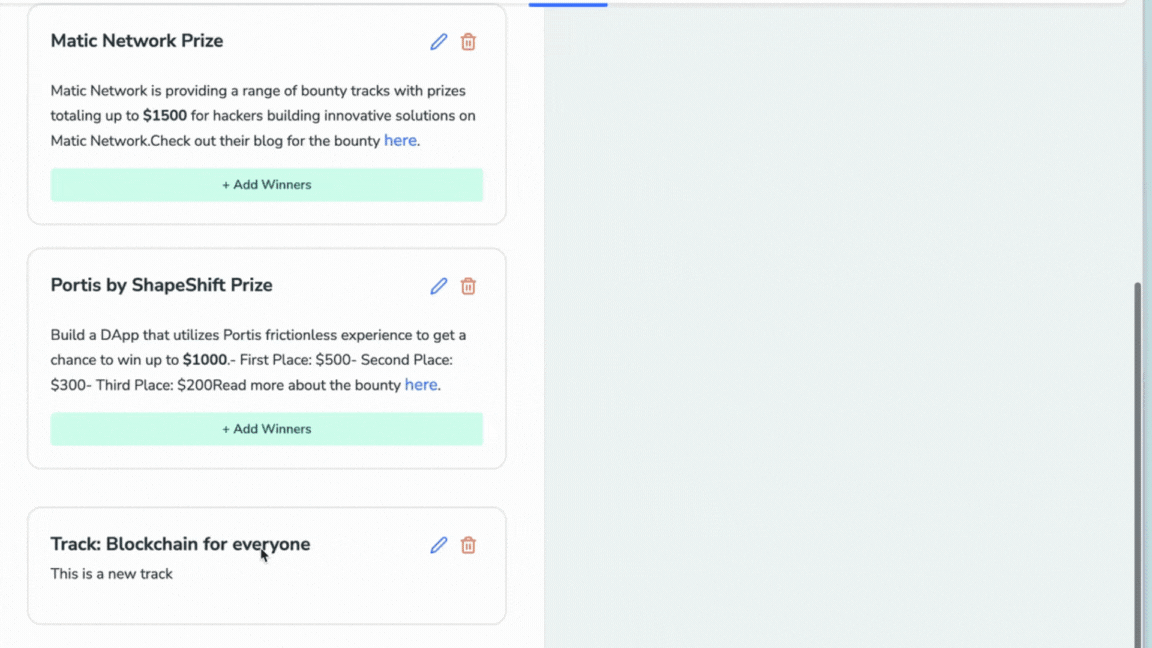 Matic Network Prize
Matic Network is providing a range of bounty tracks with prizes
totaling up to $1500 for hackers building innovative solutions on
Matic Network.Check out their blog for the bounty here.
+ Add Winners
Portis by ShapeShift Prize
Build a DApp that utilizes Portis frictionless experience to get a
chance to win up to $1000.- First Place: $500- Second Place:
$300- Third Place: $200Read more about the bounty here.
+ Add Winners
Track: Blockchain for everyone
This is a new track